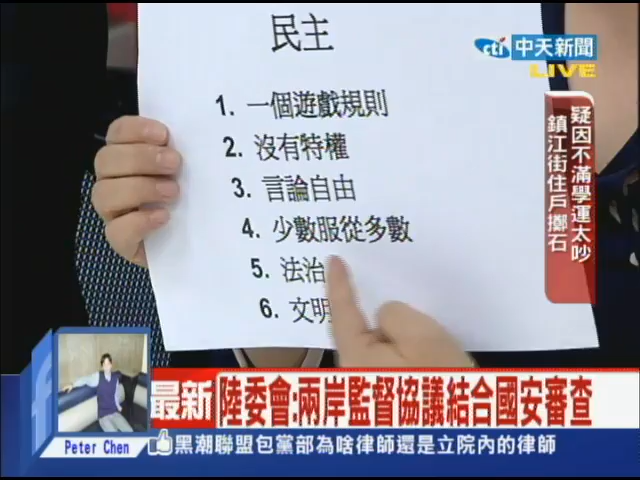 民主
1. 一個遊戲規則
2. 沒有特權
3. 言論自由
4. 少數服從多數
5. 法治
6. 文明
cti 中天新聞
LIVE
疑因不滿學運太吵
鎮江街住戶擲石
最新 陸委會:兩岸監督協議結合國安審查
Peter Chen 黑潮聯盟包黨部為啥律師還是立院內的律師